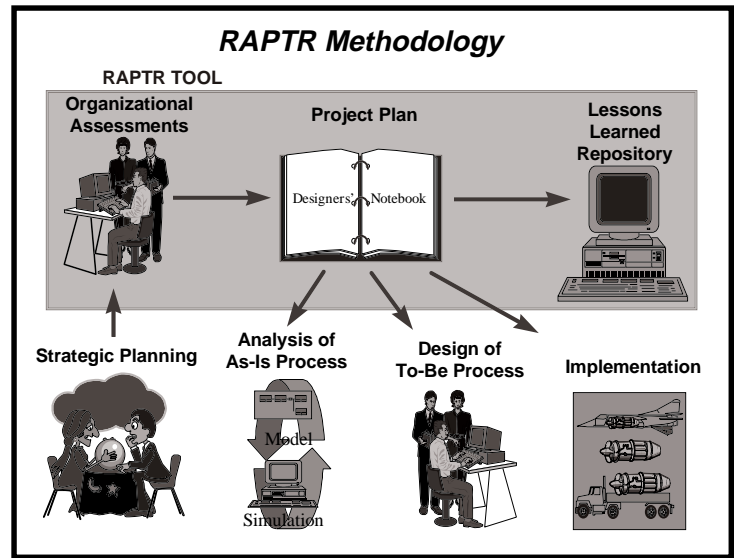 RAPTR Methodology
RAPTR TOOL
Organizational
Assessments
Project Plan
Lessons
Learned
Repository
Designers'
Notebook
Strategic Planning
Analysis of
As-Is Process
Design of
To-Be Process
Implementation
Model
Simulation